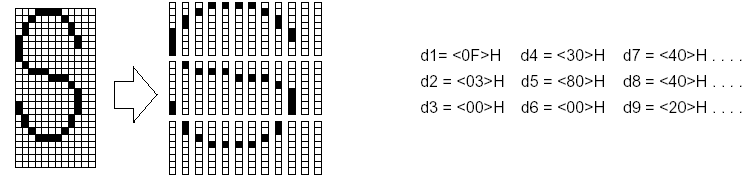 d1= <0F>H d4 = <30>H d7 = <40>H . . . .
d2 = <03>H d5 = <80>H d8 = <40>H . . . .
d3 = <00>H d6 = <00>H d9 = <20>H . . . .